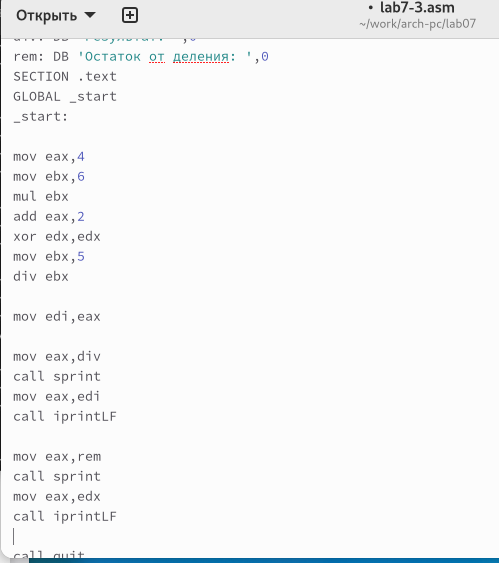 Открыть
• lab7-3.asm
~/work/arch-pc/lab07
rem: DB 'Остаток от деления: ',0
SECTION .text
GLOBAL _start
_start:
mov eax,4
mov ebx,6
mul ebx
add eax,2
xor edx,edx
mov ebx,5
div ebx
mov edi,eax
mov eax,div
call sprint
mov eax,edi
call iprintLF
mov eax,rem
call sprint
mov eax,edx
call iprintLF
call quit